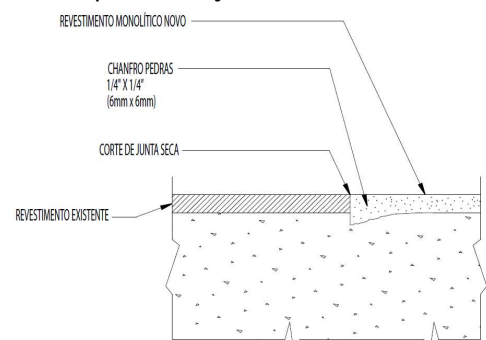 REVESTIMENTO MONOLÍTICO NOVO
CHANFRO PEDRAS
1/4" X 1/4"
(6mm x 6mm)
CORTE DE JUNTA SECA
REVESTIMENTO EXISTENTE